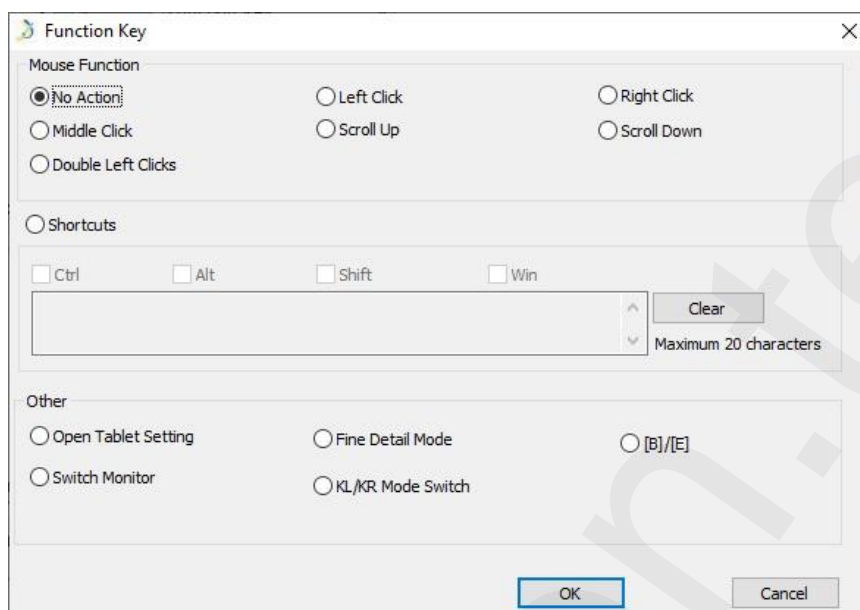 Function Key
Mouse Function
No Action Left Click Right Click
Middle Click Scroll Up Scroll Down
Double Left Clicks
Shortcuts
Ctrl Alt Shift Win
Clear
Maximum 20 characters
Other
Open Tablet Setting Fine Detail Mode [B]/[E]
Switch Monitor KL/KR Mode Switch
OK Cancel